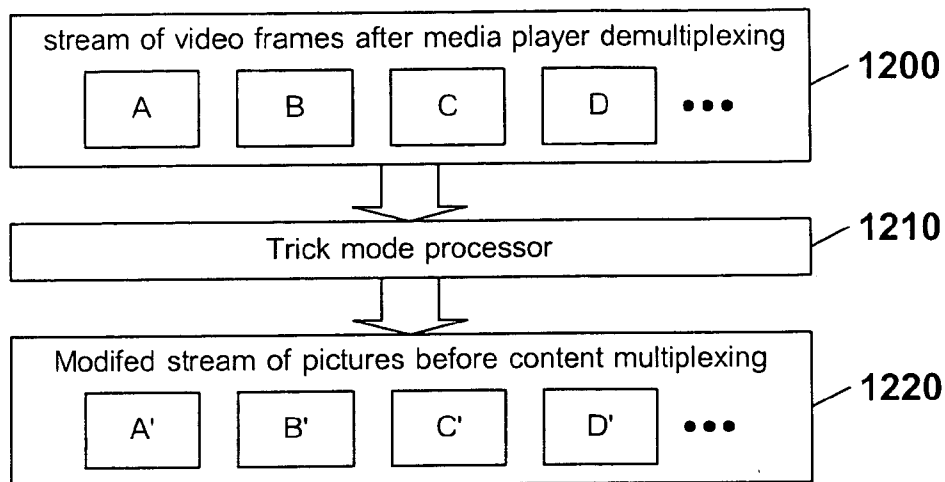 stream of video frames after media player demultiplexing
A B C D •••
1200
Trick mode processor
1210
Modifed stream of pictures before content multiplexing
A' B' C' D' •••
1220